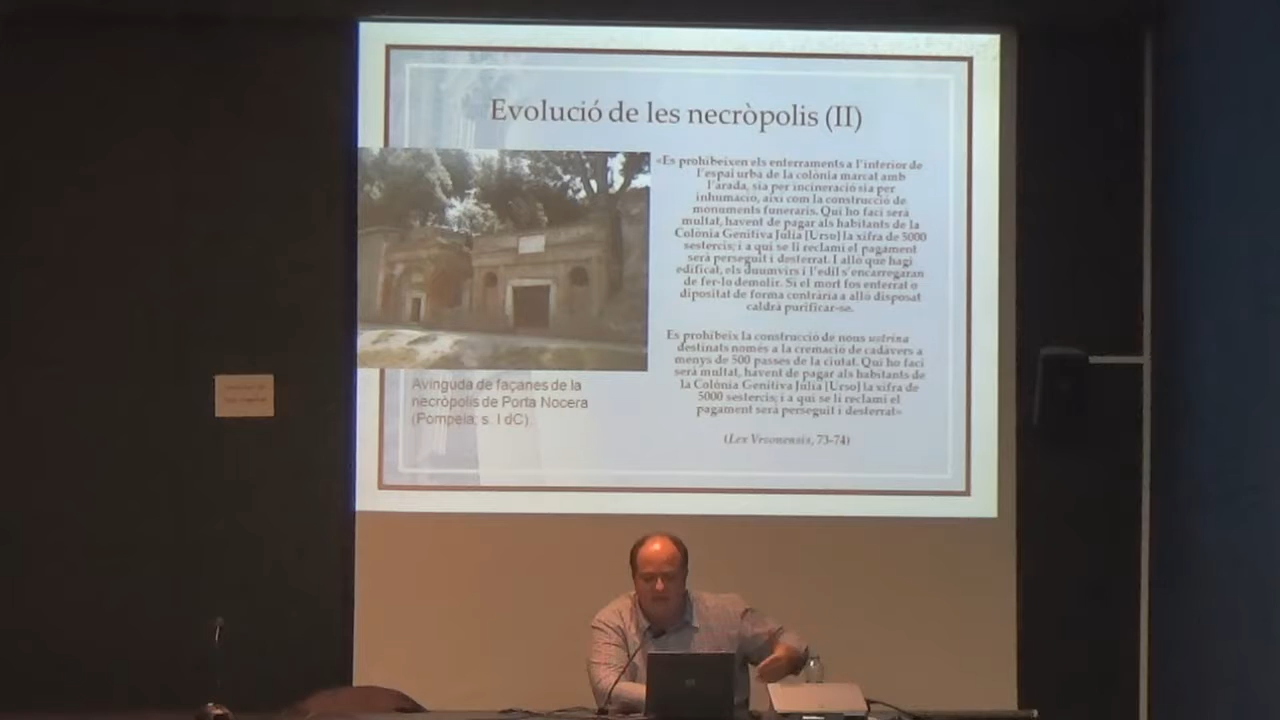 Evolució de les necròpolis (II)
«Es prohibeixen els enterraments a l'interior de
l'espai urbà de la colònia marcat amb
l'arada, sia per incineració sia per
inhumació, així com la construcció de
monuments funeraris. Qui ho faci serà
multat, havent de pagar als habitants de la
Colònia Genitiva Júlia [Urso] la xifra de 5000
sestercis; i a qui se li reclami el pagament
serà perseguit i desterrat. I allò que hagi
edificat, els duumvirs i l'edil s'encarregaran
de fer-lo demolir. Si el mort fos enterrat o
dipositat de forma contrària a allò disposat
caldrà purificar-se.
Es prohibeix la construcció de nous ustrina
destinats només a la cremació de cadàvers a
menys de 500 passes de la ciutat. Qui ho faci
serà multat, havent de pagar als habitants de
la Colònia Genitiva Júlia [Urso] la xifra de
5000 sestercis; i a qui se li reclami el
pagament serà perseguit i desterrat»
(Lex Vrsonensis, 73-74)
Avinguda de façanes de la
necròpolis de Porta Nocera
(Pompeia; s. I dC).